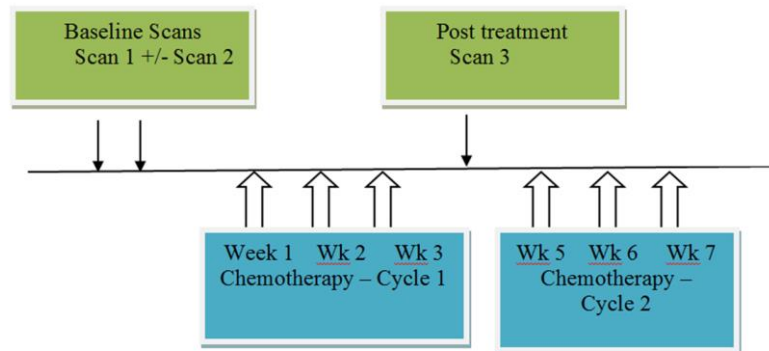 Baseline Scans
Scan 1 +/- Scan 2
Post treatment
Scan 3
Week 1 Wk 2 Wk 3
Chemotherapy – Cycle 1
Wk 5 Wk 6 Wk 7
Chemotherapy –
Cycle 2